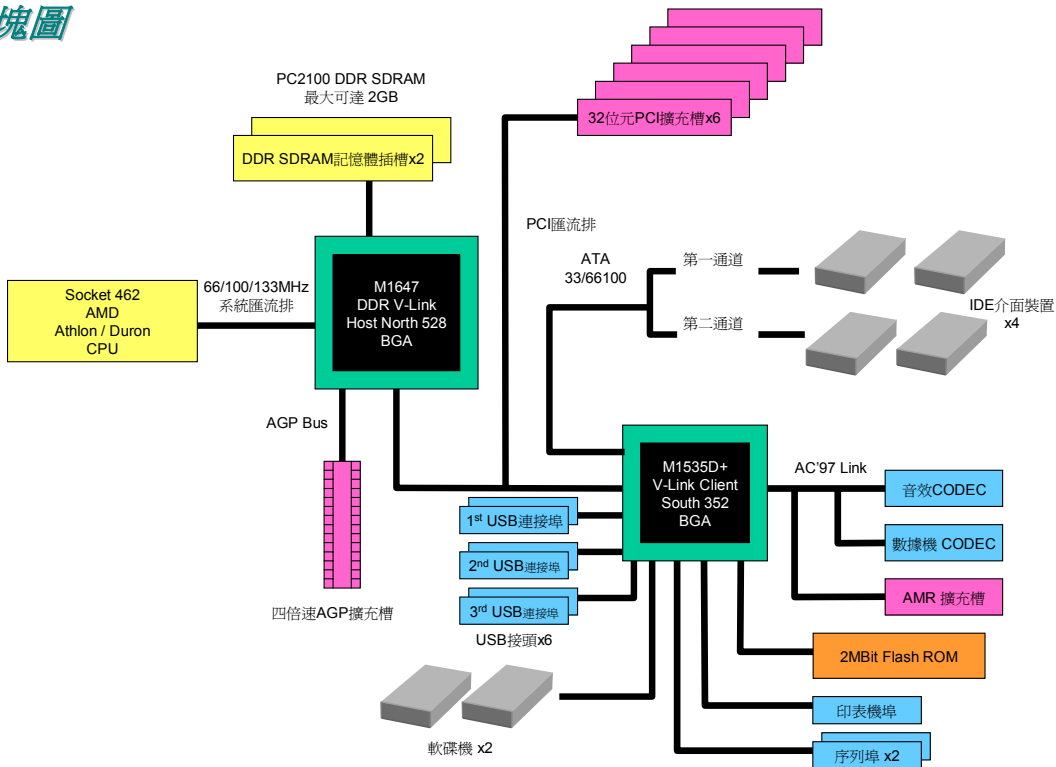 塊圖
PC2100 DDR SDRAM
最大可達 2GB
DDR SDRAM記憶體插槽x2
32位元PCI擴充槽x6
PCI匯流排
ATA
33/66100
第一通道
第二通道
IDE介面裝置
x4
Socket 462
AMD
Athlon / Duron
CPU
66/100/133MHz
系統匯流排
M1647
DDR V-Link
Host North 528
BGA
AGP Bus
四倍速AGP擴充槽
M1535D+
V-Link Client
South 352
BGA
AC'97 Link
音效CODEC
數據機 CODEC
AMR 擴充槽
1st USB連接埠
2nd USB連接埠
3rd USB連接埠
USB接頭x6
2MBit Flash ROM
印表機埠
序列埠 x2
軟碟機 x2